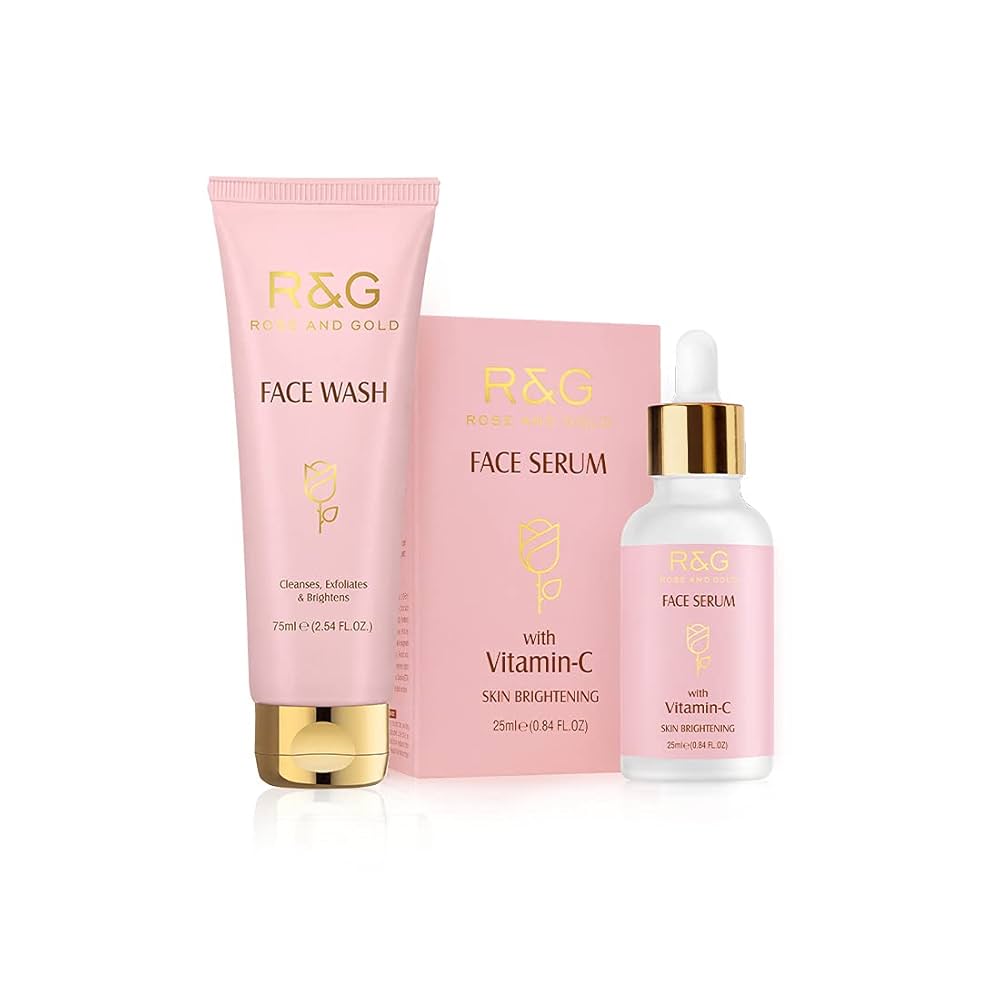 R&G
ROSE AND GOLD
FACE WASH
Cleanses, Exfoliates
& Brightens
75ml ℮ (2.54 FL.OZ.)
R&G
ROSE AND GOLD
FACE SERUM
with
Vitamin-C
SKIN BRIGHTENING
25ml℮(0.84 FL.OZ)
R&G
ROSE AND GOLD
FACE SERUM
with
Vitamin-C
SKIN BRIGHTENING
25ml℮(0.84 FL.OZ)